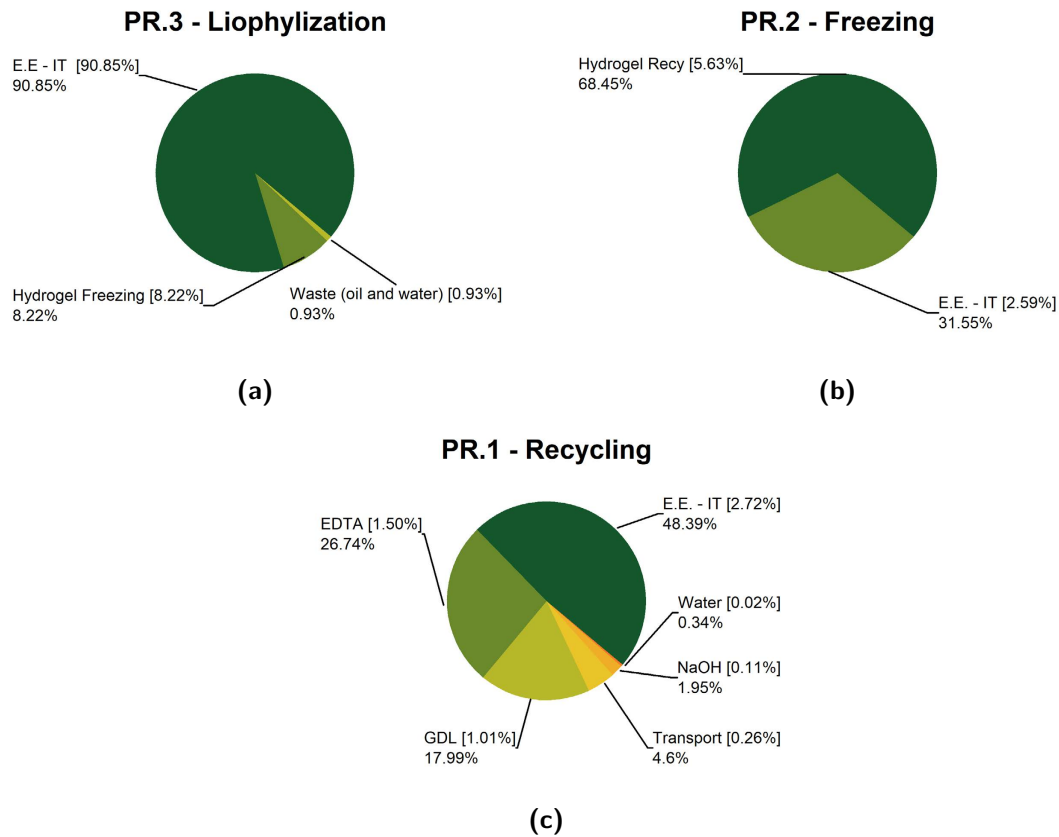 PR.3 - Liophylization
E.E - IT [90.85%]
90.85%
Hydrogel Freezing [8.22%]
8.22%
Waste (oil and water) [0.93%]
0.93%
(a)
PR.2 - Freezing
Hydrogel Recy [5.63%]
68.45%
E.E. - IT [2.59%]
31.55%
(b)
PR.1 - Recycling
EDTA [1.50%]
26.74%
E.E. - IT [2.72%]
48.39%
Water [0.02%]
0.34%
NaOH [0.11%]
1.95%
GDL [1.01%]
17.99%
Transport [0.26%]
4.6%
(c)